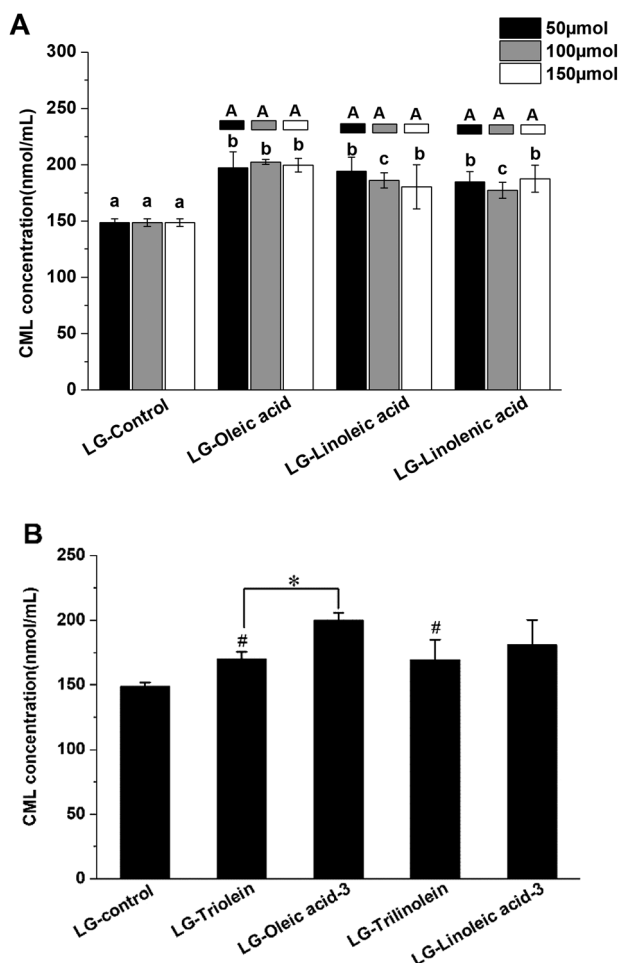 A
50μmol
100μmol
150μmol
300
250
200
150
100
50
0
CML concentration(nmol/mL)
A A A A A A A A A
a a a b b b b c b b c b
LG-Control
LG-Oleic acid
LG-Linoleic acid
LG-Linolenic acid
B
250
200
150
100
50
0
CML concentration(nmol/mL)
*
# #
LG-control
LG-Triolein
LG-Oleic acid-3
LG-Trilinolein
LG-Linoleic acid-3